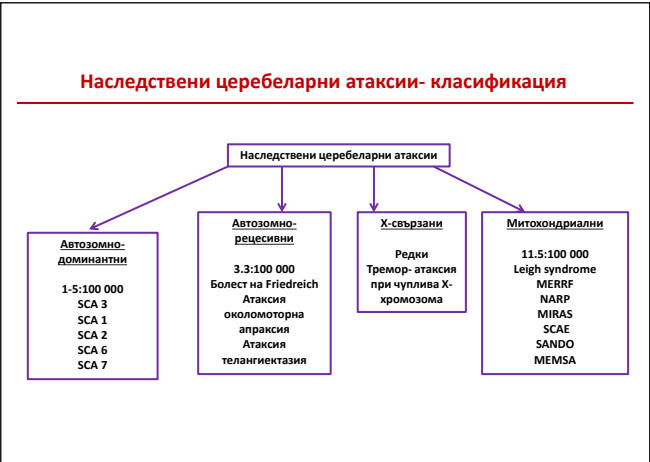 Наследствени церебеларни атаксии- класификация
Наследствени церебеларни атаксии
Автозомно-
доминантни
1-5:100 000
SCA 3
SCA 1
SCA 2
SCA 6
SCA 7
Автозомно-
рецесивни
3.3:100 000
Болест на Friedreich
Атаксия
околомоторна
апраксия
Атаксия
телангиектазия
Х-свързани
Редки
Тремор- атаксия
при чуплива Х-
хромозома
Митохондриални
11.5:100 000
Leigh syndrome
MERRF
NARP
MIRAS
SCAE
SANDO
MEMSA